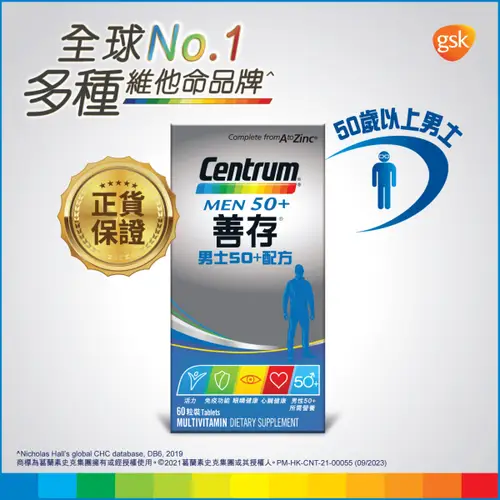 全球No.1
多種維他命品牌^
gsk
50歲以上男士
正貨
保證
Complete from A to Zinc®
Centrum®
MEN 50+
善存®
男士50+配方
活力 免疫功能 眼睛健康 心臟健康 男性50+所需營養
50+
60粒裝Tablets
MULTIVITAMIN DIETARY SUPPLEMENT
^Nicholas Hall's global CHC database, DB6, 2019
商標為葛蘭素史克集團擁有或經授權使用。©2021葛蘭素史克集團或其授權人。PM-HK-CNT-21-00055 (09/2023)